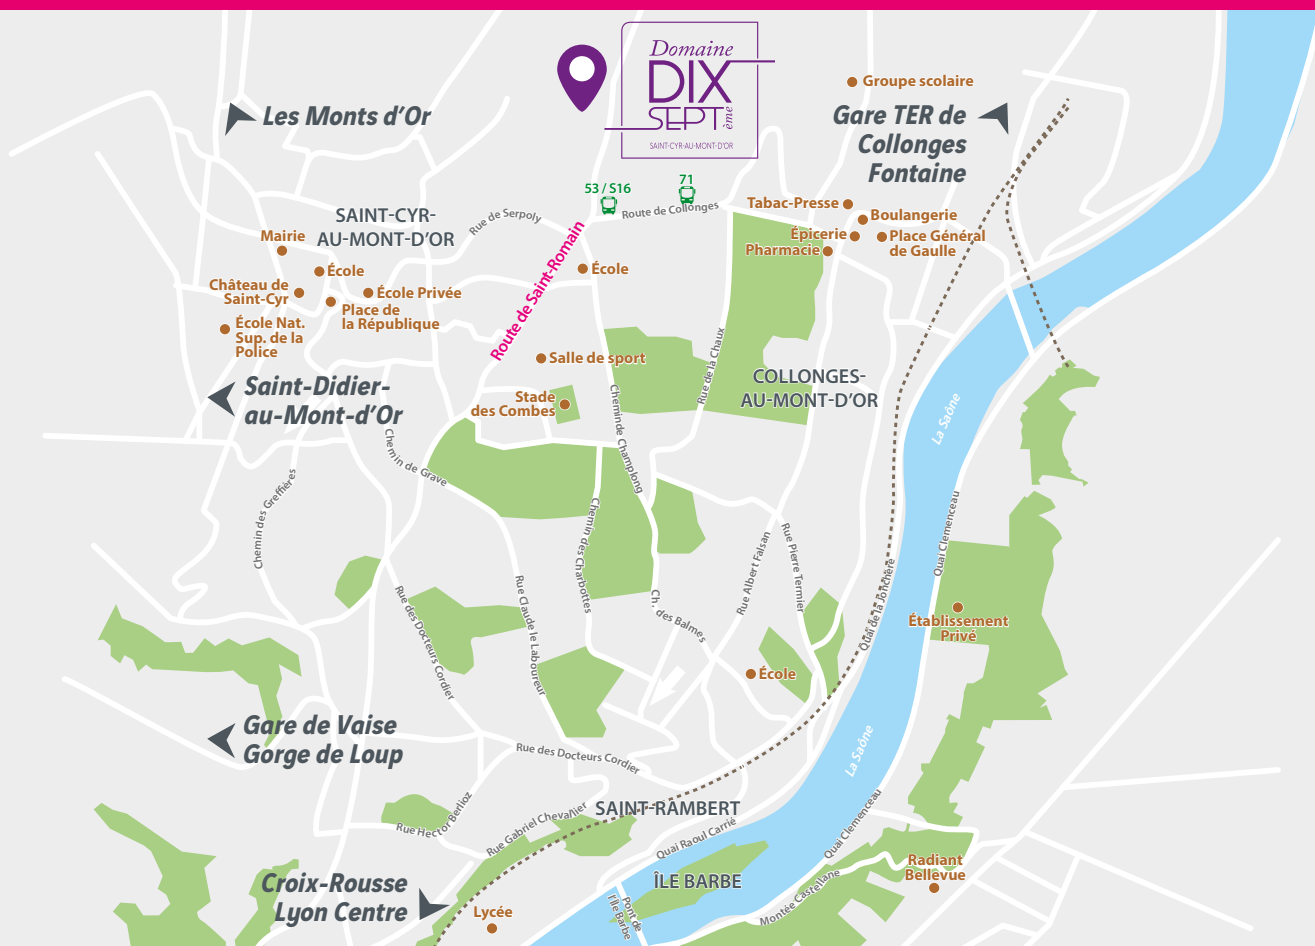 Domaine
DIX
SEPT
ème
SAINT-CYR-AU-MONT-D'OR
Groupe scolaire
Les Monts d'Or
Gare TER de
Collonges
Fontaine
53 / S16
71
Route de Collonges
Rue de Serpoly
SAINT-CYR-
AU-MONT-D'OR
Mairie
École
Château de
Saint-Cyr
École Privée
Place de
la République
École Nat.
Sup. de la
Police
Route de Saint-Romain
École
Tabac-Presse
Boulangerie
Épicerie
Place Général
de Gaulle
Pharmacie
Salle de sport
Stade
des Combes
Rue de la Chaux
COLLONGES-
AU-MONT-D'OR
Saint-Didier-
au-Mont-d'Or
La Saône
Chemin de Champlong
Chemin de Grave
Chemin des Greffières
Chemin des Charbottes
Quai Clemenceau
Rue Albert Falsan
Rue Pierre Termier
Quai de la Jonchère
Rue des Docteurs Cordier
Rue Claude le Laboureur
Ch. des Balmes
Établissement
Privé
École
Gare de Vaise
Gorge de Loup
Rue des Docteurs Cordier
La Saône
Rue Hector Berlioz
Rue Gabriel Chevallier
SAINT-RAMBERT
Quai Raoul Carrié
Quai Clemenceau
Radiant
Bellevue
ÎLE BARBE
Montée Castellane
Pont de
l'Île Barbe
Croix-Rousse
Lyon Centre
Lycée